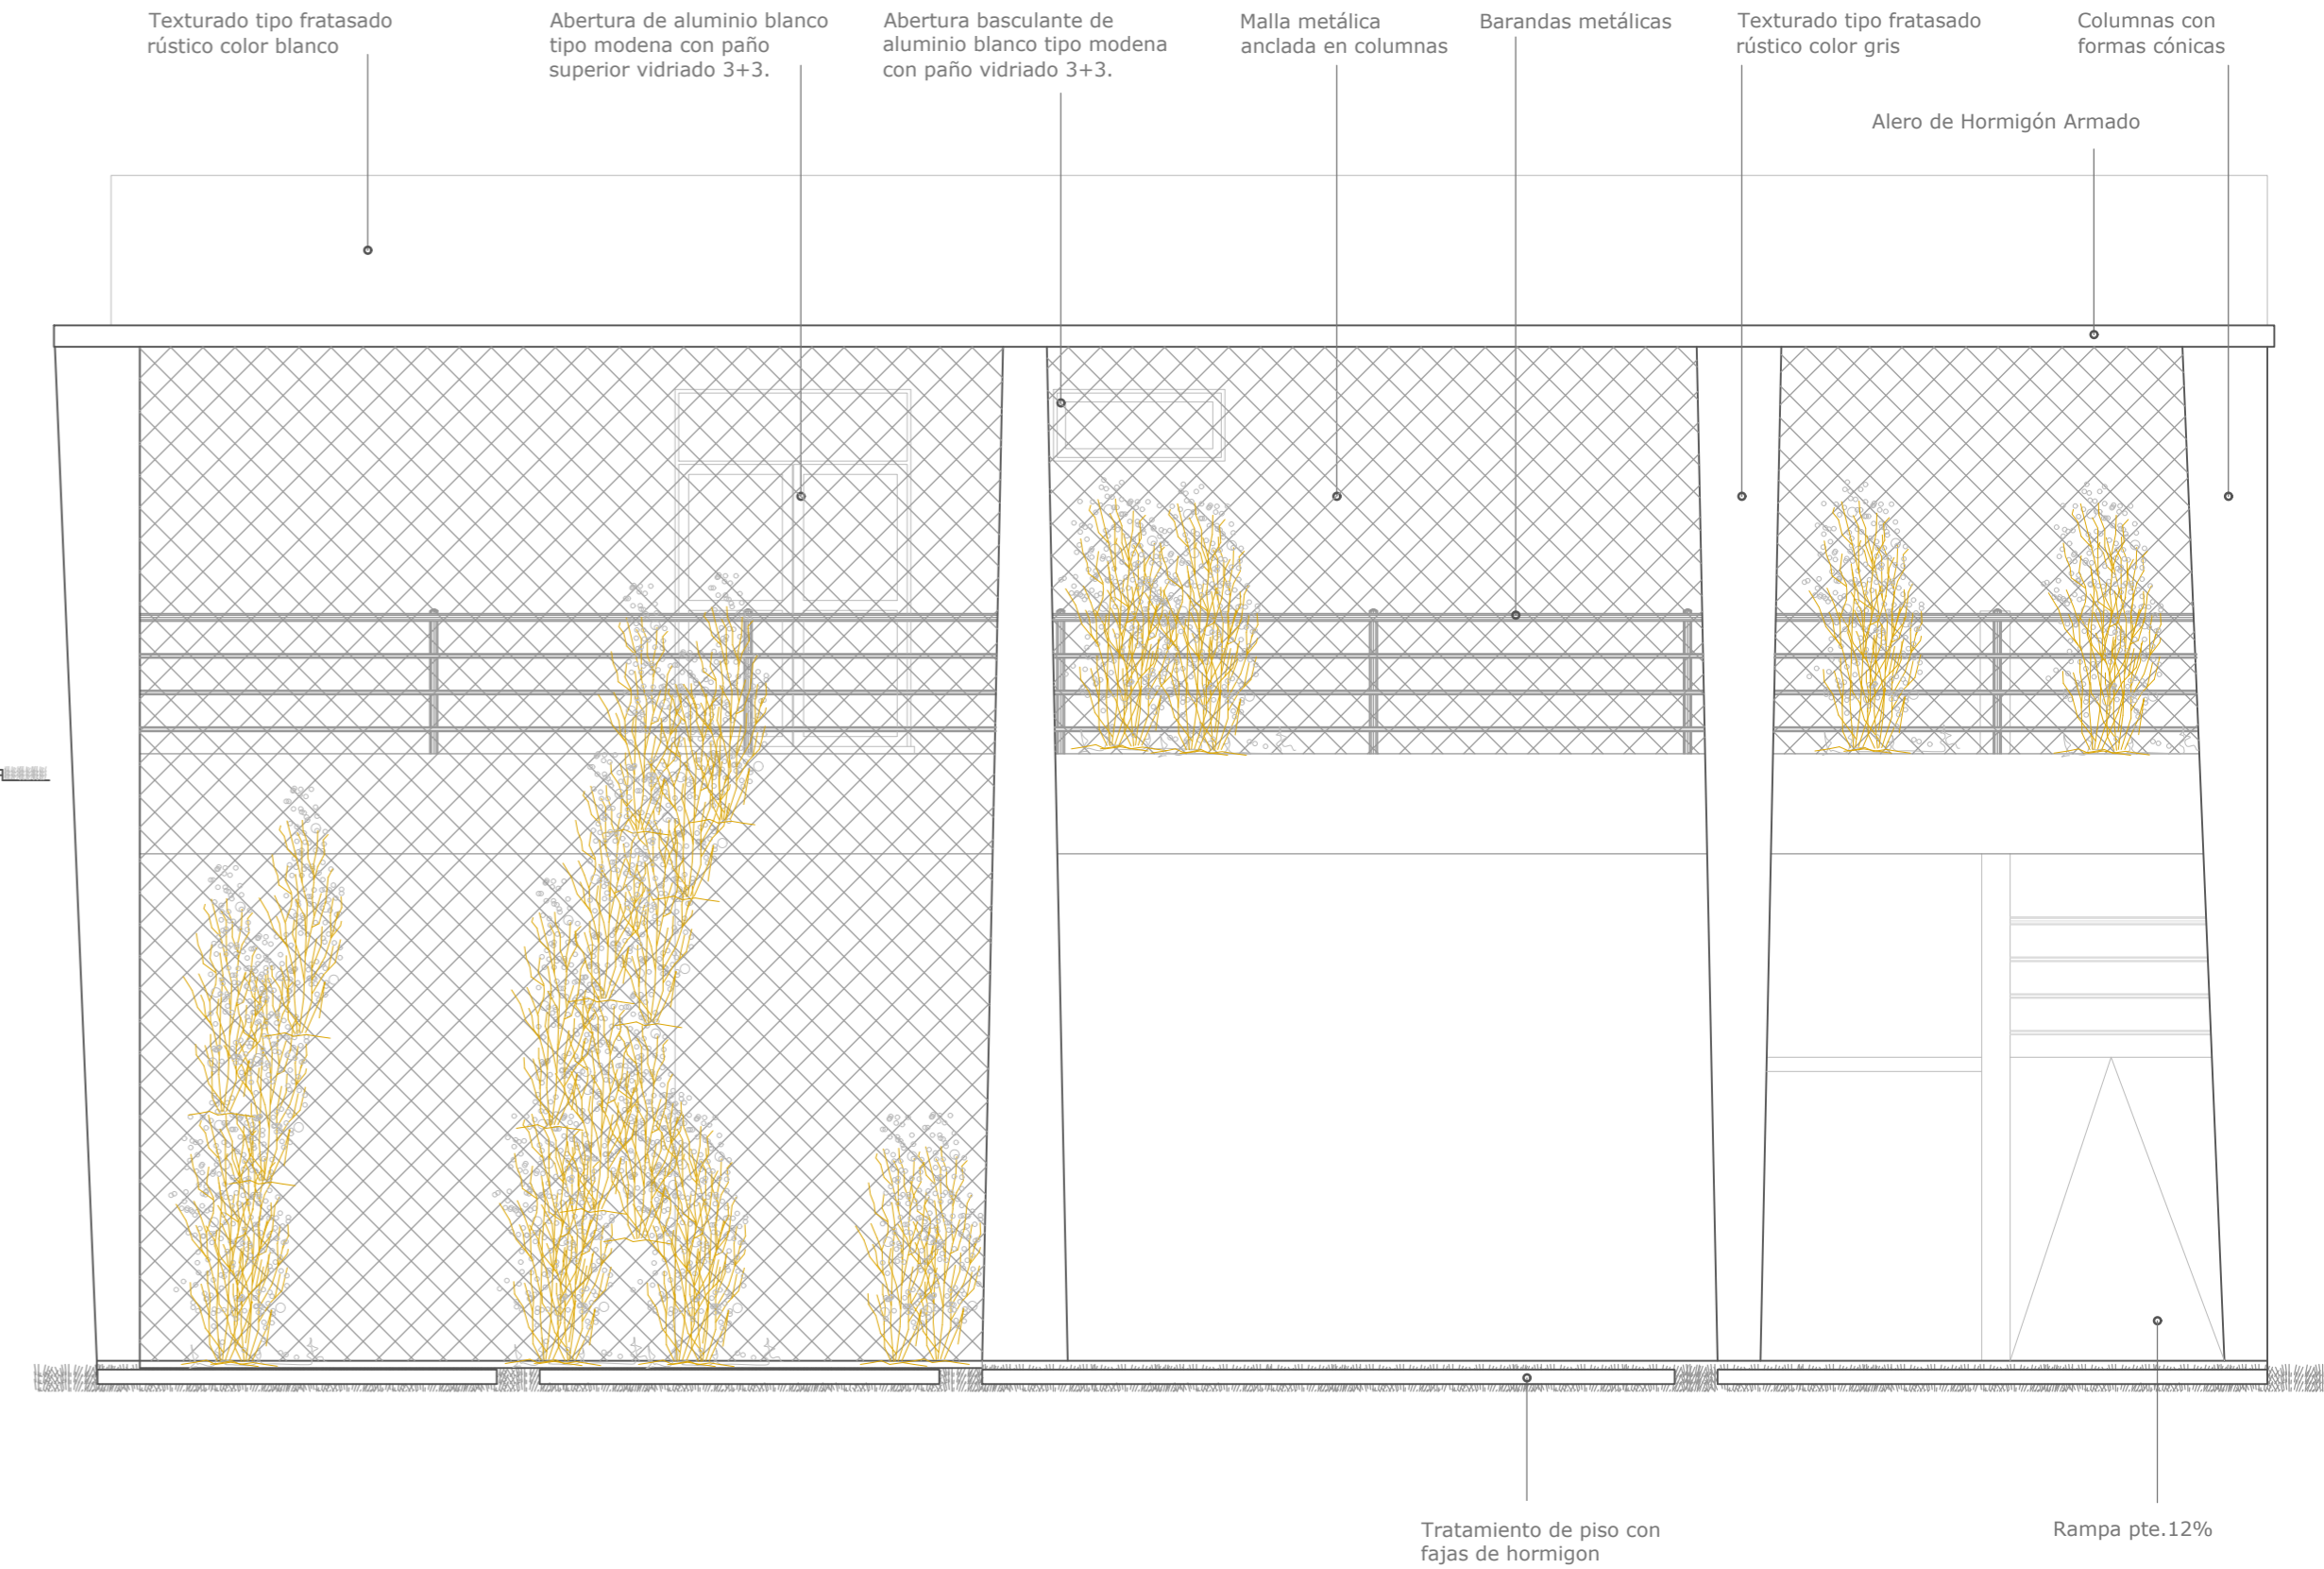 Texturado tipo fratasado
rústico color blanco
Abertura de aluminio blanco
tipo modena con paño
superior vidriado 3+3.
Abertura basculante de
aluminio blanco tipo modena
con paño vidriado 3+3.
Malla metálica
anclada en columnas
Barandas metálicas
Texturado tipo fratasado
rústico color gris
Columnas con
formas cónicas
Alero de Hormigón Armado
Tratamiento de piso con
fajas de hormigon
Rampa pte.12%